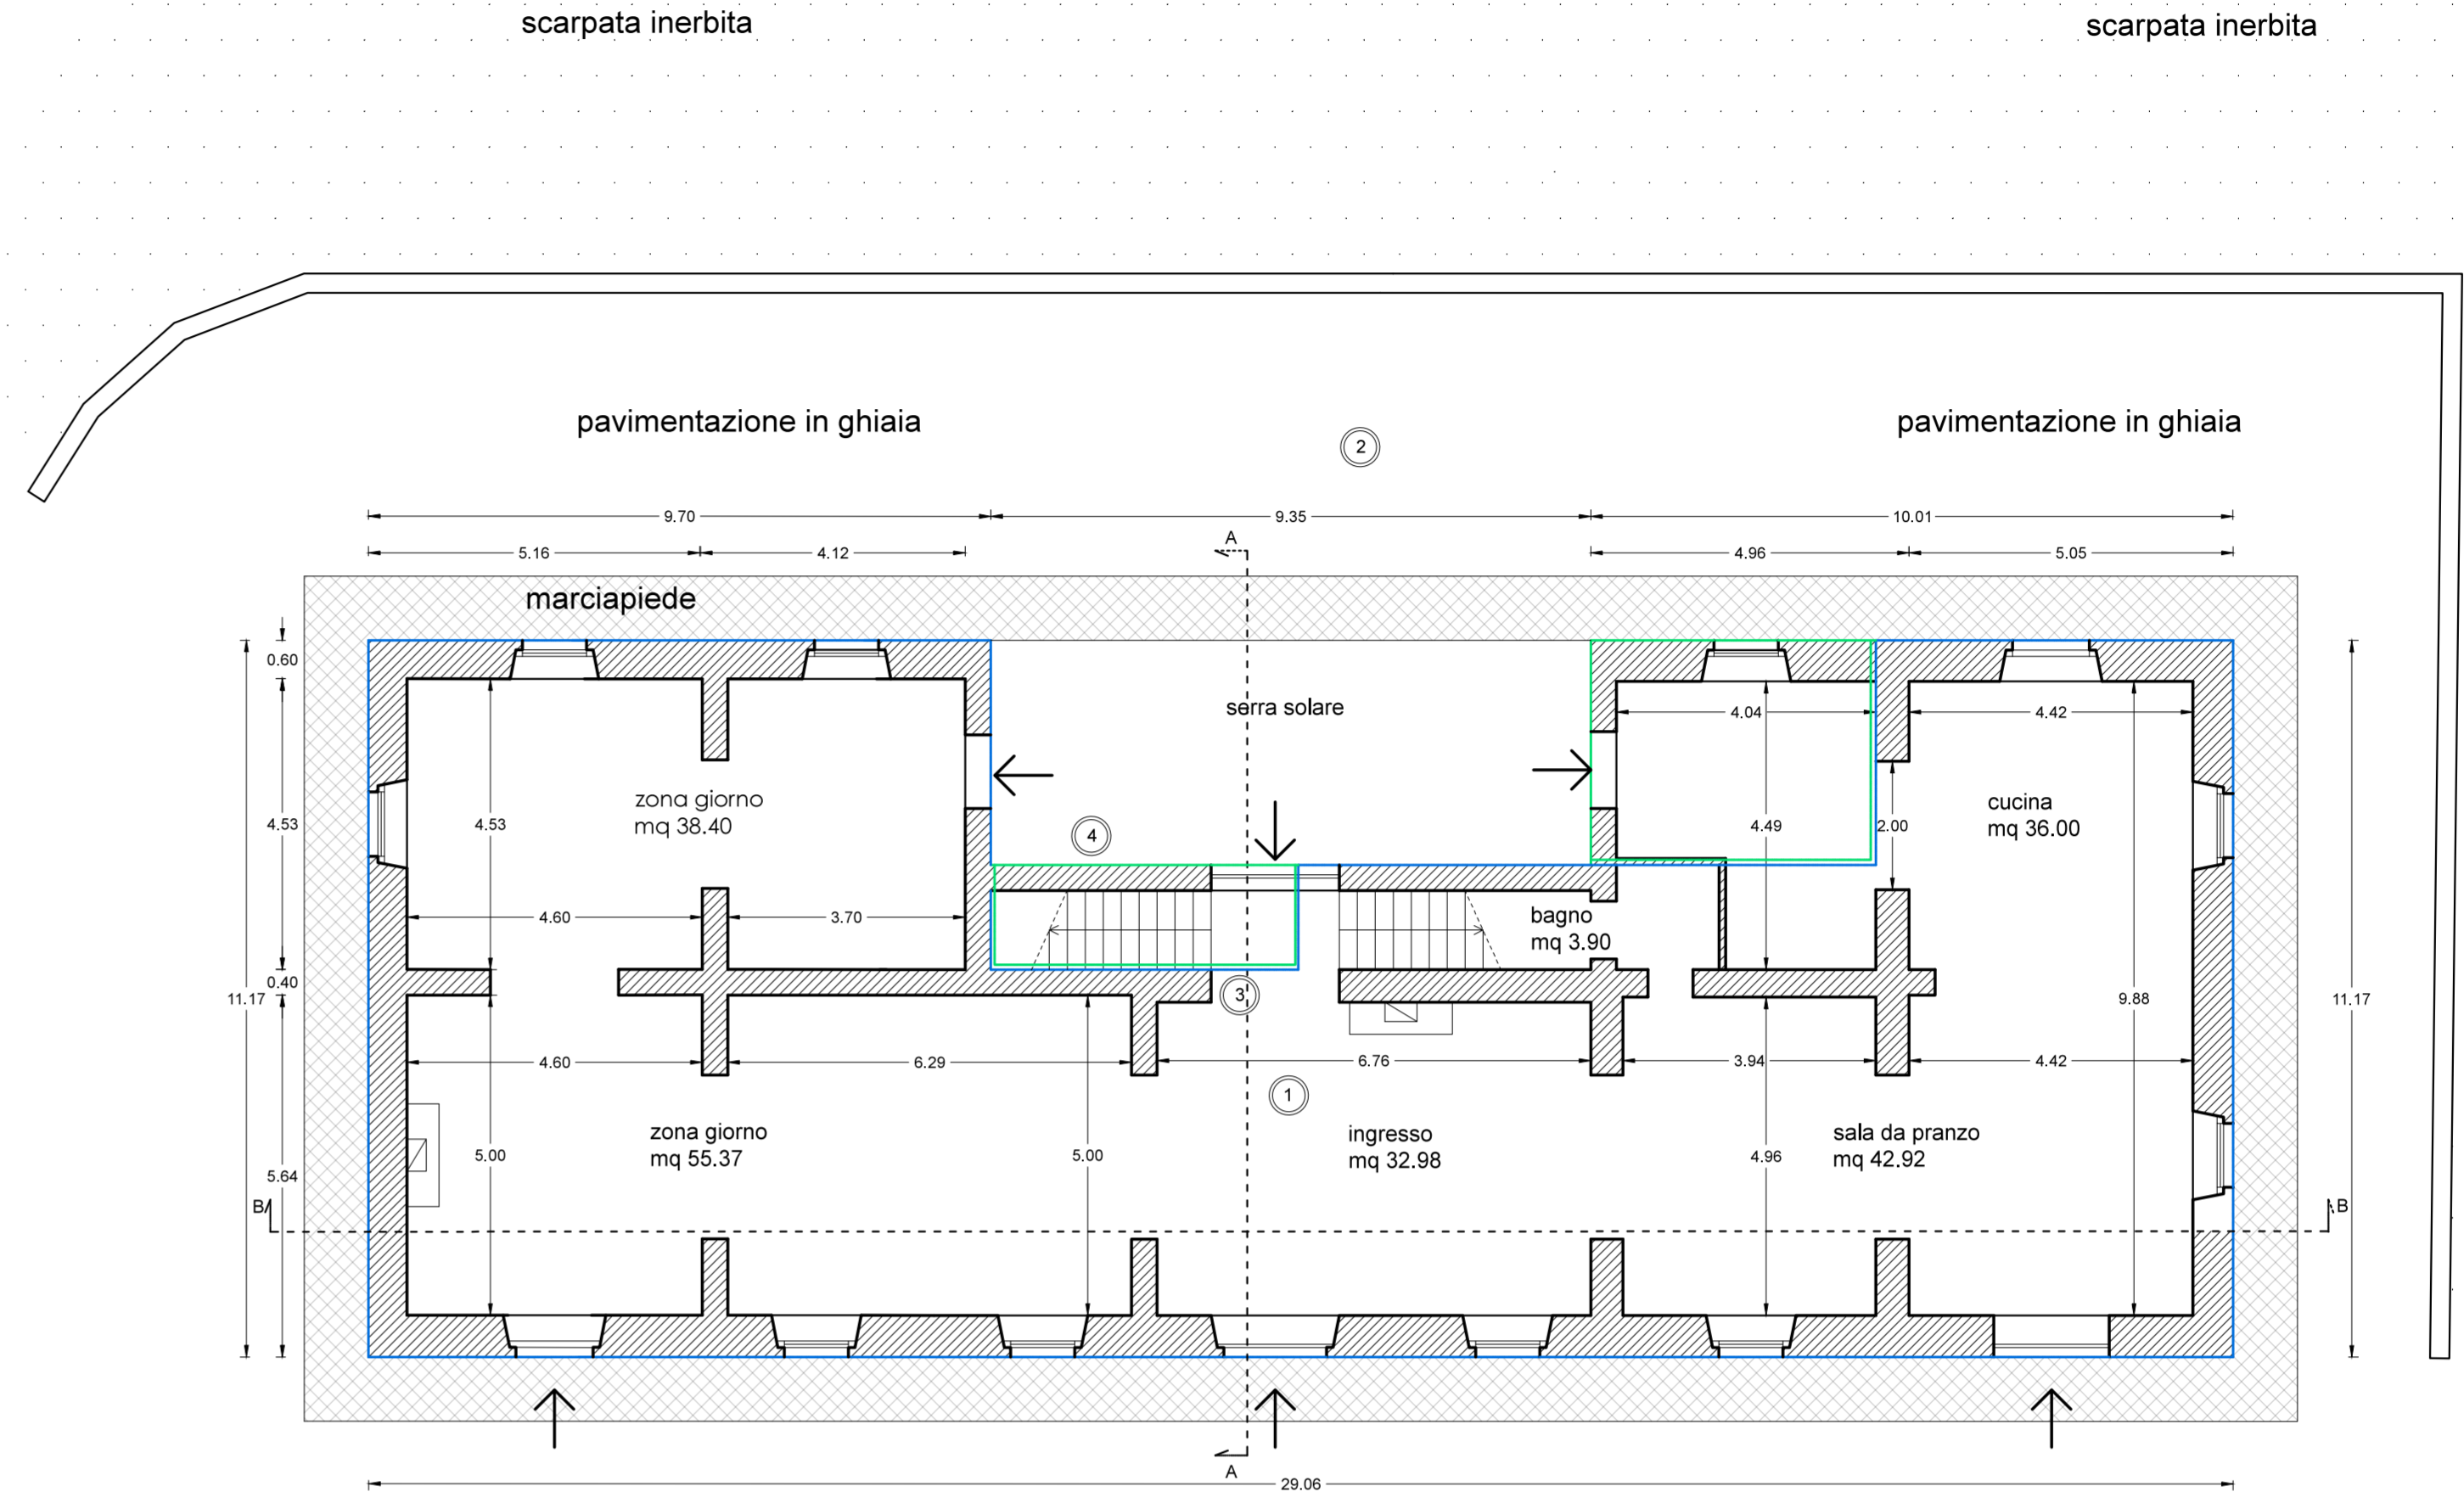 scarpata inerbita
scarpata inerbita
pavimentazione in ghiaia
pavimentazione in ghiaia
2
9.70
9.35
10.01
A
5.16
4.12
4.96
5.05
marciapiede
0.60
serra solare
4.04
4.42
zona giorno
mq 38.40
cucina
mq 36.00
4.53
4.53
4
4.49
2.00
4.60
3.70
bagno
mq 3.90
0.40
11.17
3
9.88
11.17
4.60
6.29
6.76
3.94
4.42
1
zona giorno
mq 55.37
ingresso
mq 32.98
sala da pranzo
mq 42.92
5.00
5.00
4.96
5.64
B
B
A
29.06